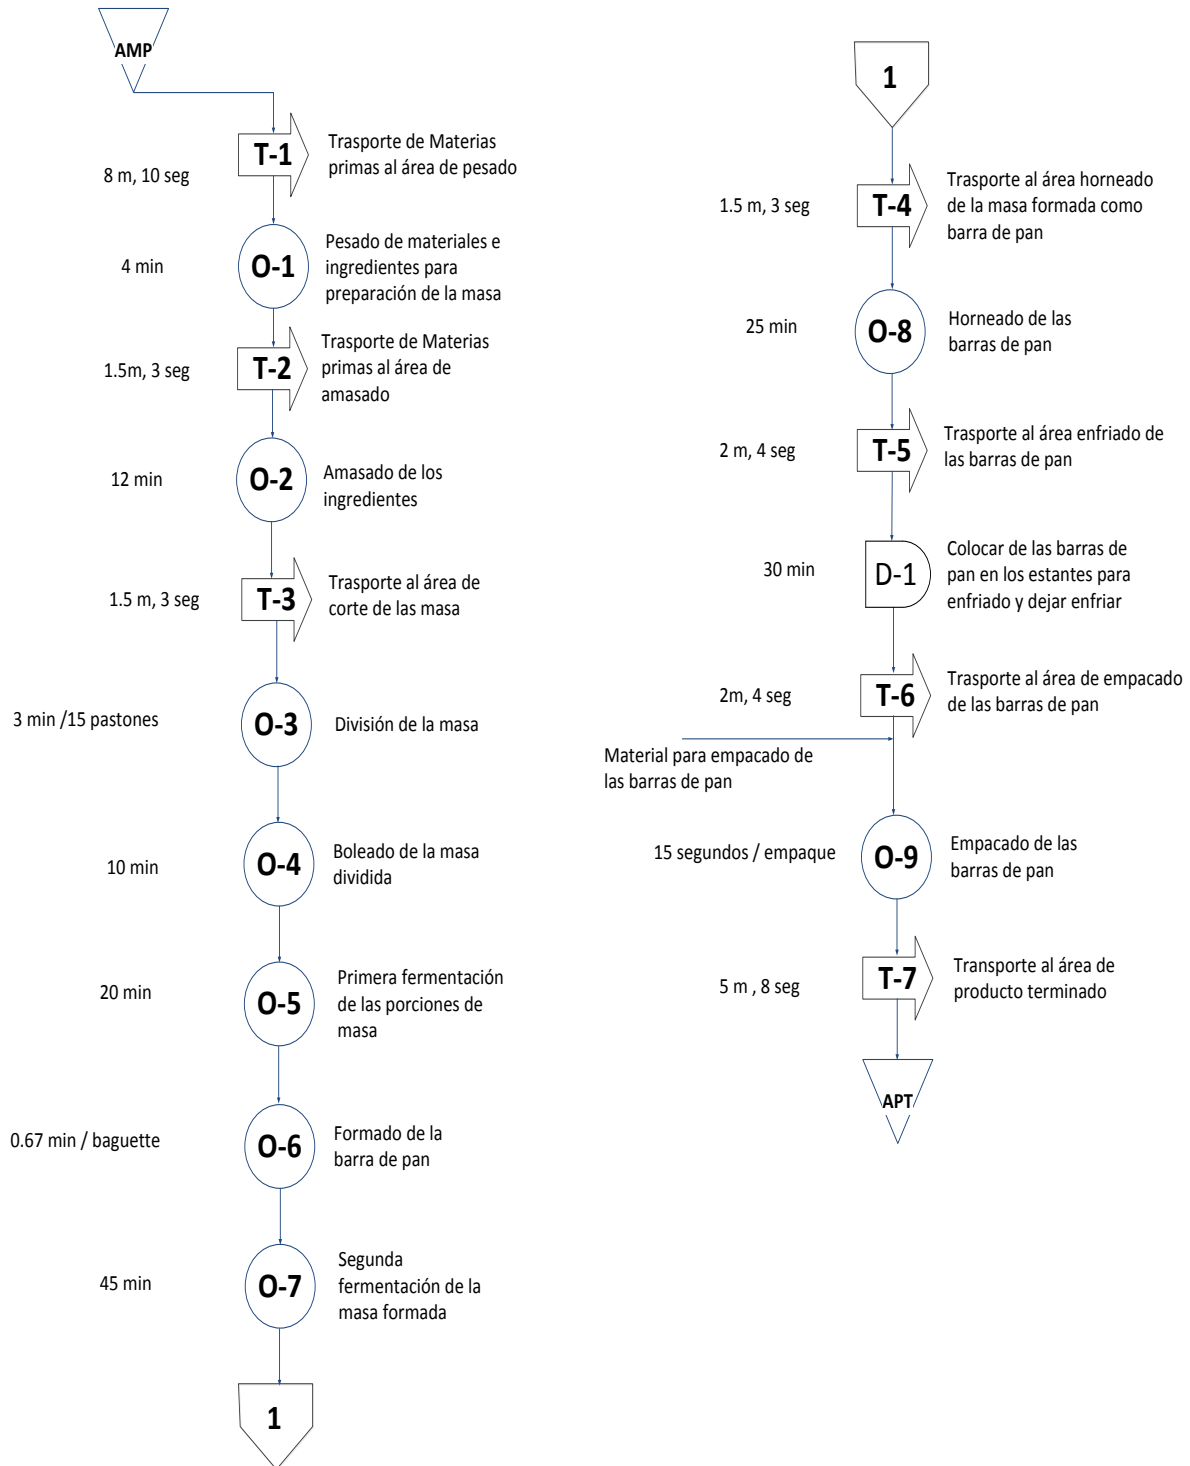 AMP
T-1
Trasporte de Materias
primas al área de pesado
8 m, 10 seg
Pesado de materiales e
ingredientes para
preparación de la masa
4 min
O-1
Trasporte de Materias
primas al área de
amasado
1.5m, 3 seg
T-2
12 min
O-2
Amasado de los
ingredientes
1.5 m, 3 seg
T-3
Trasporte al área de
corte de las masa
3 min /15 pastones
O-3
División de la masa
10 min
O-4
Boleado de la masa
dividida
20 min
O-5
Primera fermentación
de las porciones de
masa
0.67 min / baguette
O-6
Formado de la
barra de pan
45 min
O-7
Segunda
fermentación de la
masa formada
1
1
1.5 m, 3 seg
T-4
Trasporte al área horneado
de la masa formada como
barra de pan
25 min
O-8
Horneado de las
barras de pan
2 m, 4 seg
T-5
Trasporte al área enfriado de
las barras de pan
30 min
D-1
Colocar de las barras de
pan en los estantes para
enfriado y dejar enfriar
2m, 4 seg
T-6
Trasporte al área de empacado
de las barras de pan
Material para empacado de
las barras de pan
15 segundos / empaque
O-9
Empacado de las
barras de pan
5 m , 8 seg
T-7
Transporte al área de
producto terminado
APT